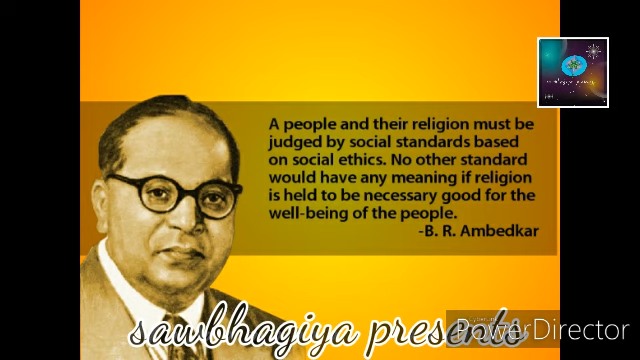 A people and their religion must be
judged by social standards based
on social ethics. No other standard
would have any meaning if religion
is held to be necessary good for the
well-being of the people.
-B. R. Ambedkar
sawbhagiya presents
PowerDirector